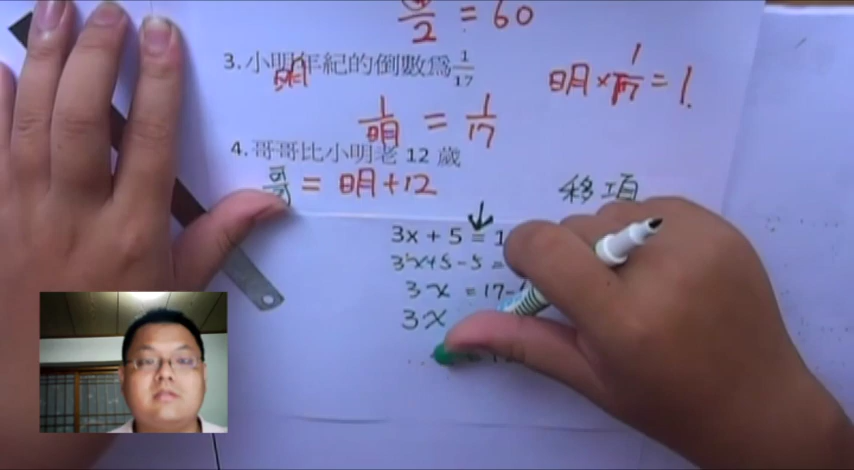 2 = 60
3. 小明年紀的倒數為 1/17
明
明 × 1/17 = 1
1/明 = 1/17
4. 哥哥比小明老 12 歲
= 明 + 12
移項
3x + 5 = 1
3x + 5 - 5 =
3x = 17 -
3x